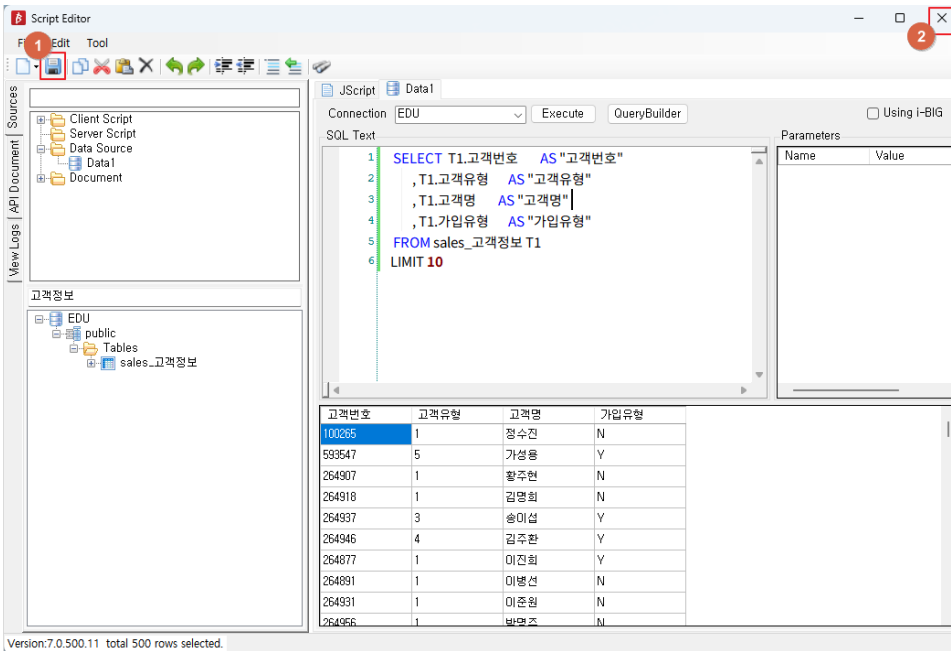 Script Editor
2
1
File Edit Tool
Sources
API Document
View Logs
Client Script
Server Script
Data Source
Data1
Document
고객정보
EDU
public
Tables
sales_고객정보
JScript Data1
Connection EDU Execute QueryBuilder Using i-BIG
SQL Text
1 SELECT T1.고객번호 AS "고객번호"
2 , T1.고객유형 AS "고객유형"
3 , T1.고객명 AS "고객명"
4 , T1.가입유형 AS "가입유형"
5 FROM sales_고객정보 T1
6 LIMIT 10
Parameters
Name Value
고객번호 고객유형 고객명 가입유형
100265 1 정수진 N
593547 5 가성용 Y
264907 1 황주현 N
264918 1 김명희 N
264937 3 송미섭 Y
264946 4 김주환 Y
264877 1 이진희 Y
264891 1 이병선 N
264931 1 이준원 N
264956 1 N
Version:7.0.500.11 total 500 rows selected.